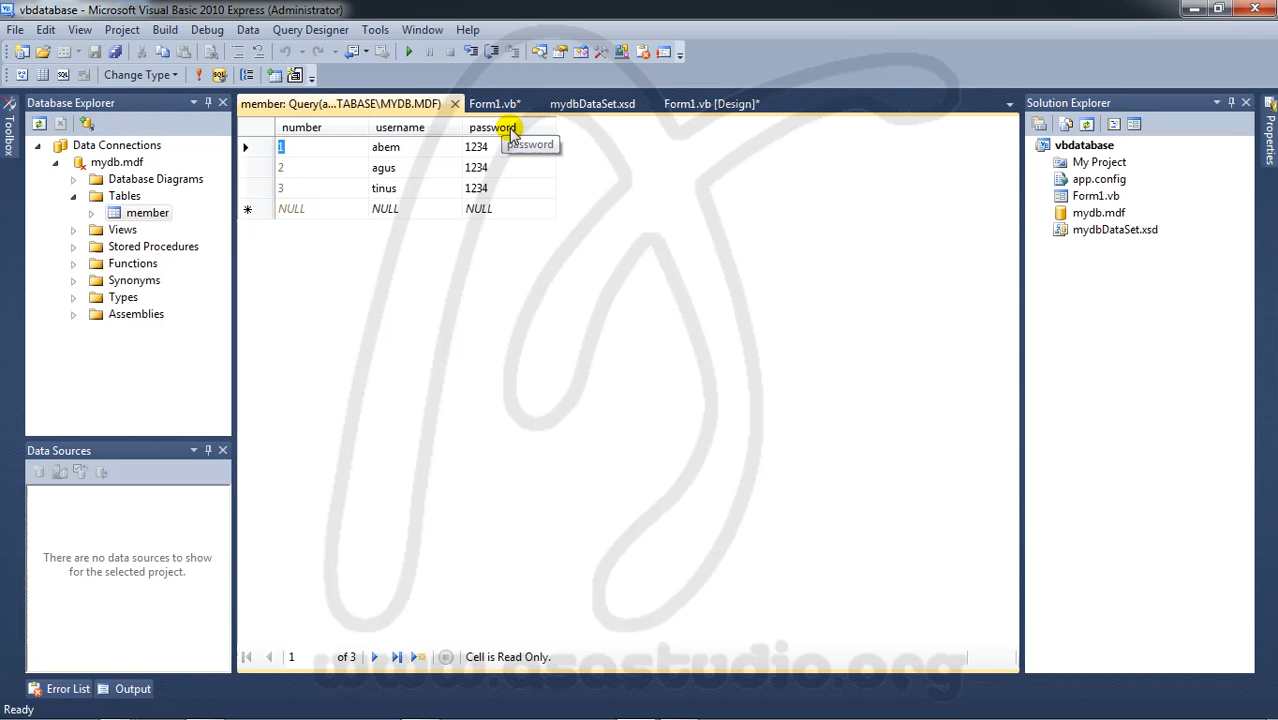 vbdatabase - Microsoft Visual Basic 2010 Express (Administrator)
File Edit View Project Build Debug Data Query Designer Tools Window Help
Change Type
Database Explorer
member: Query(a...TABASE\MYDB.MDF) Form1.vb* mydbDataSet.xsd Form1.vb [Design]*
Solution Explorer
Toolbox
Properties
Data Connections
mydb.mdf
Database Diagrams
Tables
member
Views
Stored Procedures
Functions
Synonyms
Types
Assemblies
number username password
password
1 abem 1234
2 agus 1234
3 tinus 1234
NULL NULL NULL
vbdatabase
My Project
app.config
Form1.vb
mydb.mdf
mydbDataSet.xsd
Data Sources
There are no data sources to show
for the selected project.
1 of 3 Cell is Read Only.
www.asastudio.org
Error List Output
Ready